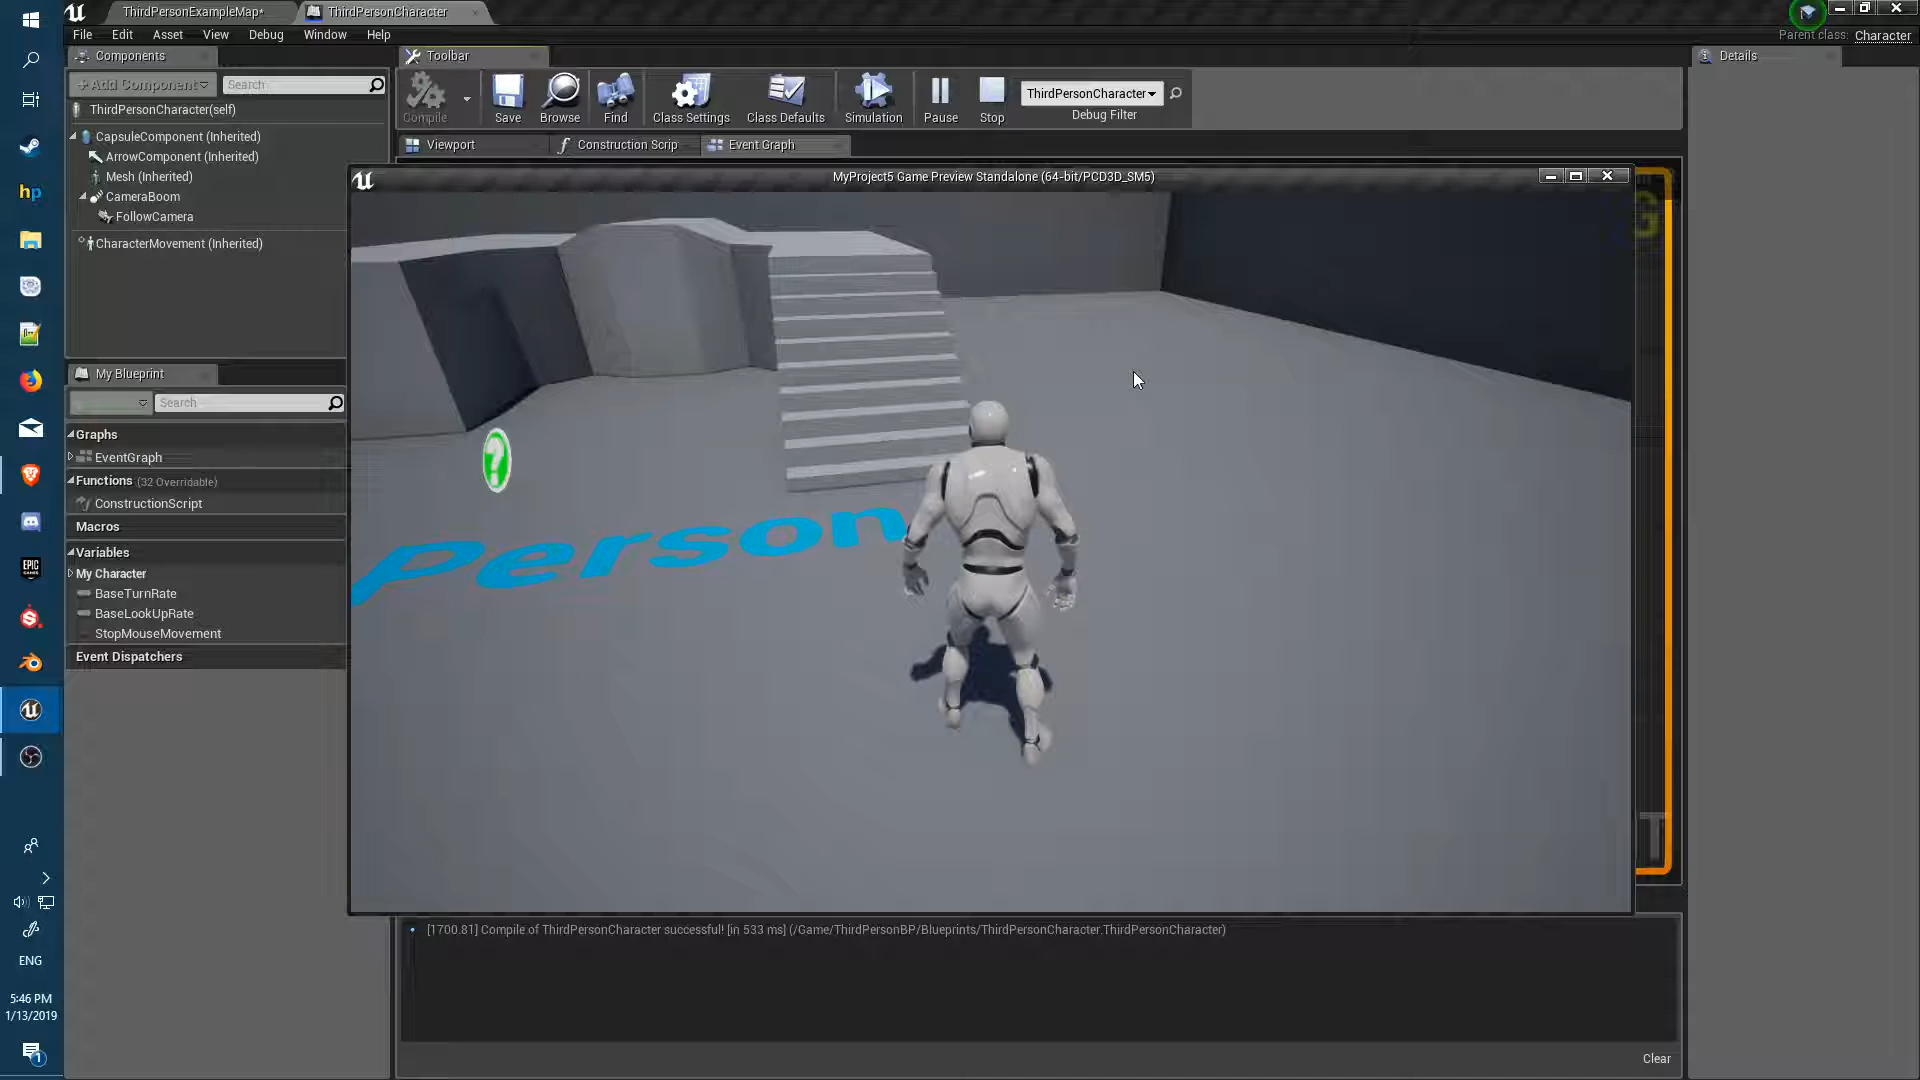 ThirdPersonExampleMap*
ThirdPersonCharacter
File Edit Asset View Debug Window Help
Parent class: Character
Components
Toolbar
Details
+Add Component
Search
ThirdPersonCharacter(self)
CapsuleComponent (Inherited)
ArrowComponent (Inherited)
Mesh (Inherited)
CameraBoom
FollowCamera
CharacterMovement (Inherited)
Compile
Save
Browse
Find
Class Settings
Class Defaults
Simulation
Pause
Stop
ThirdPersonCharacter
Debug Filter
Viewport
Construction Scrip
Event Graph
MyProject5 Game Preview Standalone (64-bit/PCD3D_SM5)
Person
?
My Blueprint
Search
Graphs
EventGraph
Functions (32 Overridable)
ConstructionScript
Macros
Variables
My Character
BaseTurnRate
BaseLookUpRate
StopMouseMovement
Event Dispatchers
[1700.81] Compile of ThirdPersonCharacter successful! [in 533 ms] (/Game/ThirdPersonBP/Blueprints/ThirdPersonCharacter.ThirdPersonCharacter)
Clear
hp
EPIC
GAMES
ENG
5:46 PM
1/13/2019
1
G
T